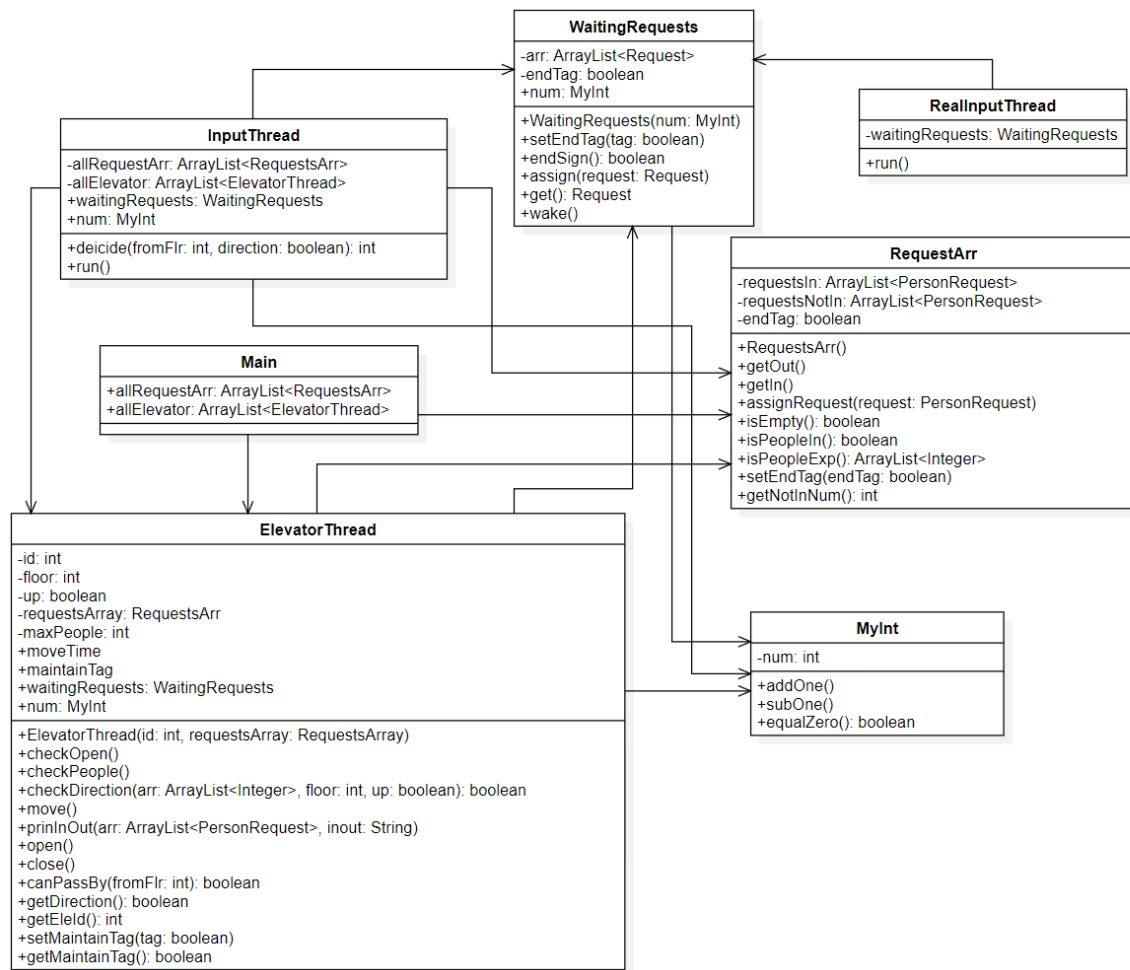 WaitingRequests
-arr: ArrayList<Request>
-endTag: boolean
+num: MyInt
+WaitingRequests(num: MyInt)
+setEndTag(tag: boolean)
+endSign(): boolean
+assign(request: Request)
+get(): Request
+wake()
RealInputThread
-waitingRequests: WaitingRequests
+run()
InputThread
-allRequestArr: ArrayList<RequestsArr>
-allElevator: ArrayList<ElevatorThread>
+waitingRequests: WaitingRequests
+num: MyInt
+deicide(fromFlr: int, direction: boolean): int
+run()
RequestArr
-requestsIn: ArrayList<PersonRequest>
-requestsNotIn: ArrayList<PersonRequest>
-endTag: boolean
+RequestsArr()
+getOut()
+getIn()
+assignRequest(request: PersonRequest)
+isEmpty(): boolean
+isPeopleIn(): boolean
+isPeopleExp(): ArrayList<Integer>
+setEndTag(endTag: boolean)
+getNotInNum(): int
Main
+allRequestArr: ArrayList<RequestsArr>
+allElevator: ArrayList<ElevatorThread>
ElevatorThread
-id: int
-floor: int
-up: boolean
-requestsArray: RequestsArr
-maxPeople: int
+moveTime
+maintainTag
+waitingRequests: WaitingRequests
+num: MyInt
+ElevatorThread(id: int, requestsArray: RequestsArray)
+checkOpen()
+checkPeople()
+checkDirection(arr: ArrayList<Integer>, floor: int, up: boolean): boolean
+move()
+prinInOut(arr: ArrayList<PersonRequest>, inout: String)
+open()
+close()
+canPassBy(fromFlr: int): boolean
+getDirection(): boolean
+getEleId(): int
+setMaintainTag(tag: boolean)
+getMaintainTag(): boolean
MyInt
-num: int
+addOne()
+subOne()
+equalZero(): boolean